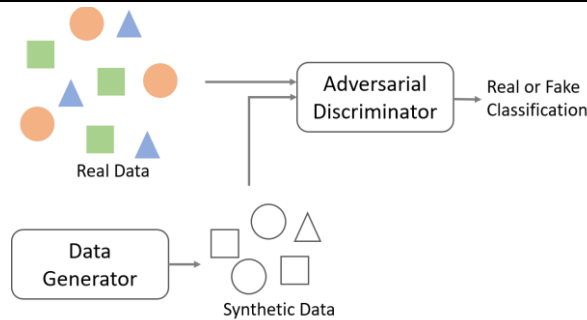 Real Data
Adversarial
Discriminator
Real or Fake
Classification
Data
Generator
Synthetic Data